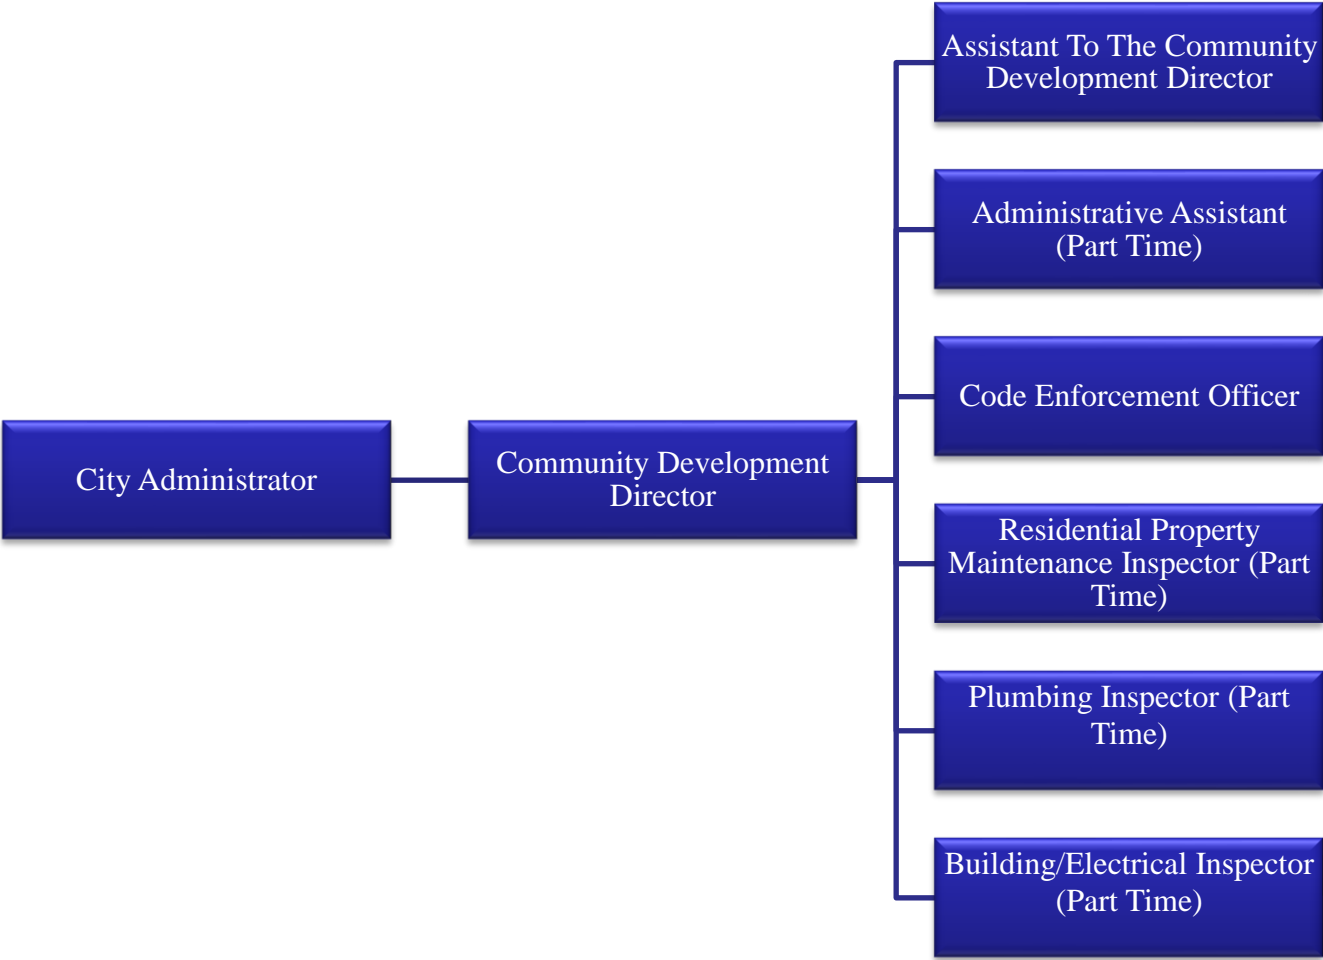 Assistant To The Community
Development Director
Administrative Assistant
(Part Time)
Code Enforcement Officer
City Administrator
Community Development
Director
Residential Property
Maintenance Inspector (Part
Time)
Plumbing Inspector (Part
Time)
Building/Electrical Inspector
(Part Time)